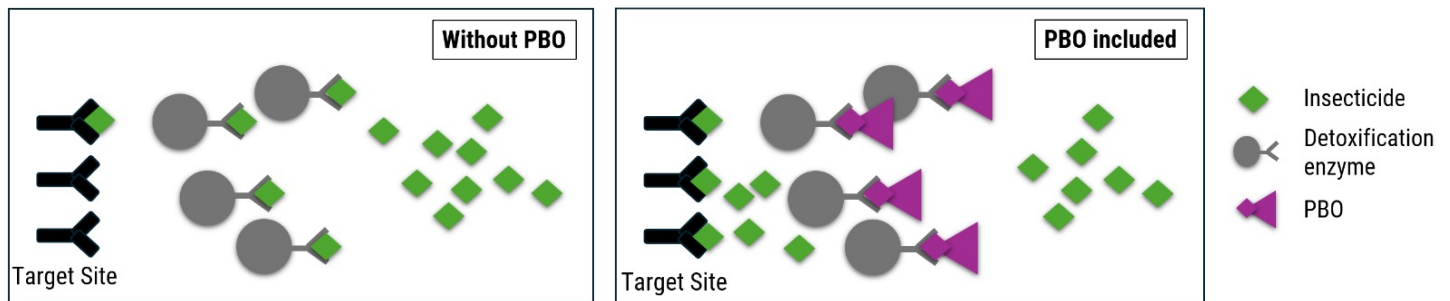 Without PBO
Target Site
PBO included
Target Site
Insecticide
Detoxification
enzyme
PBO